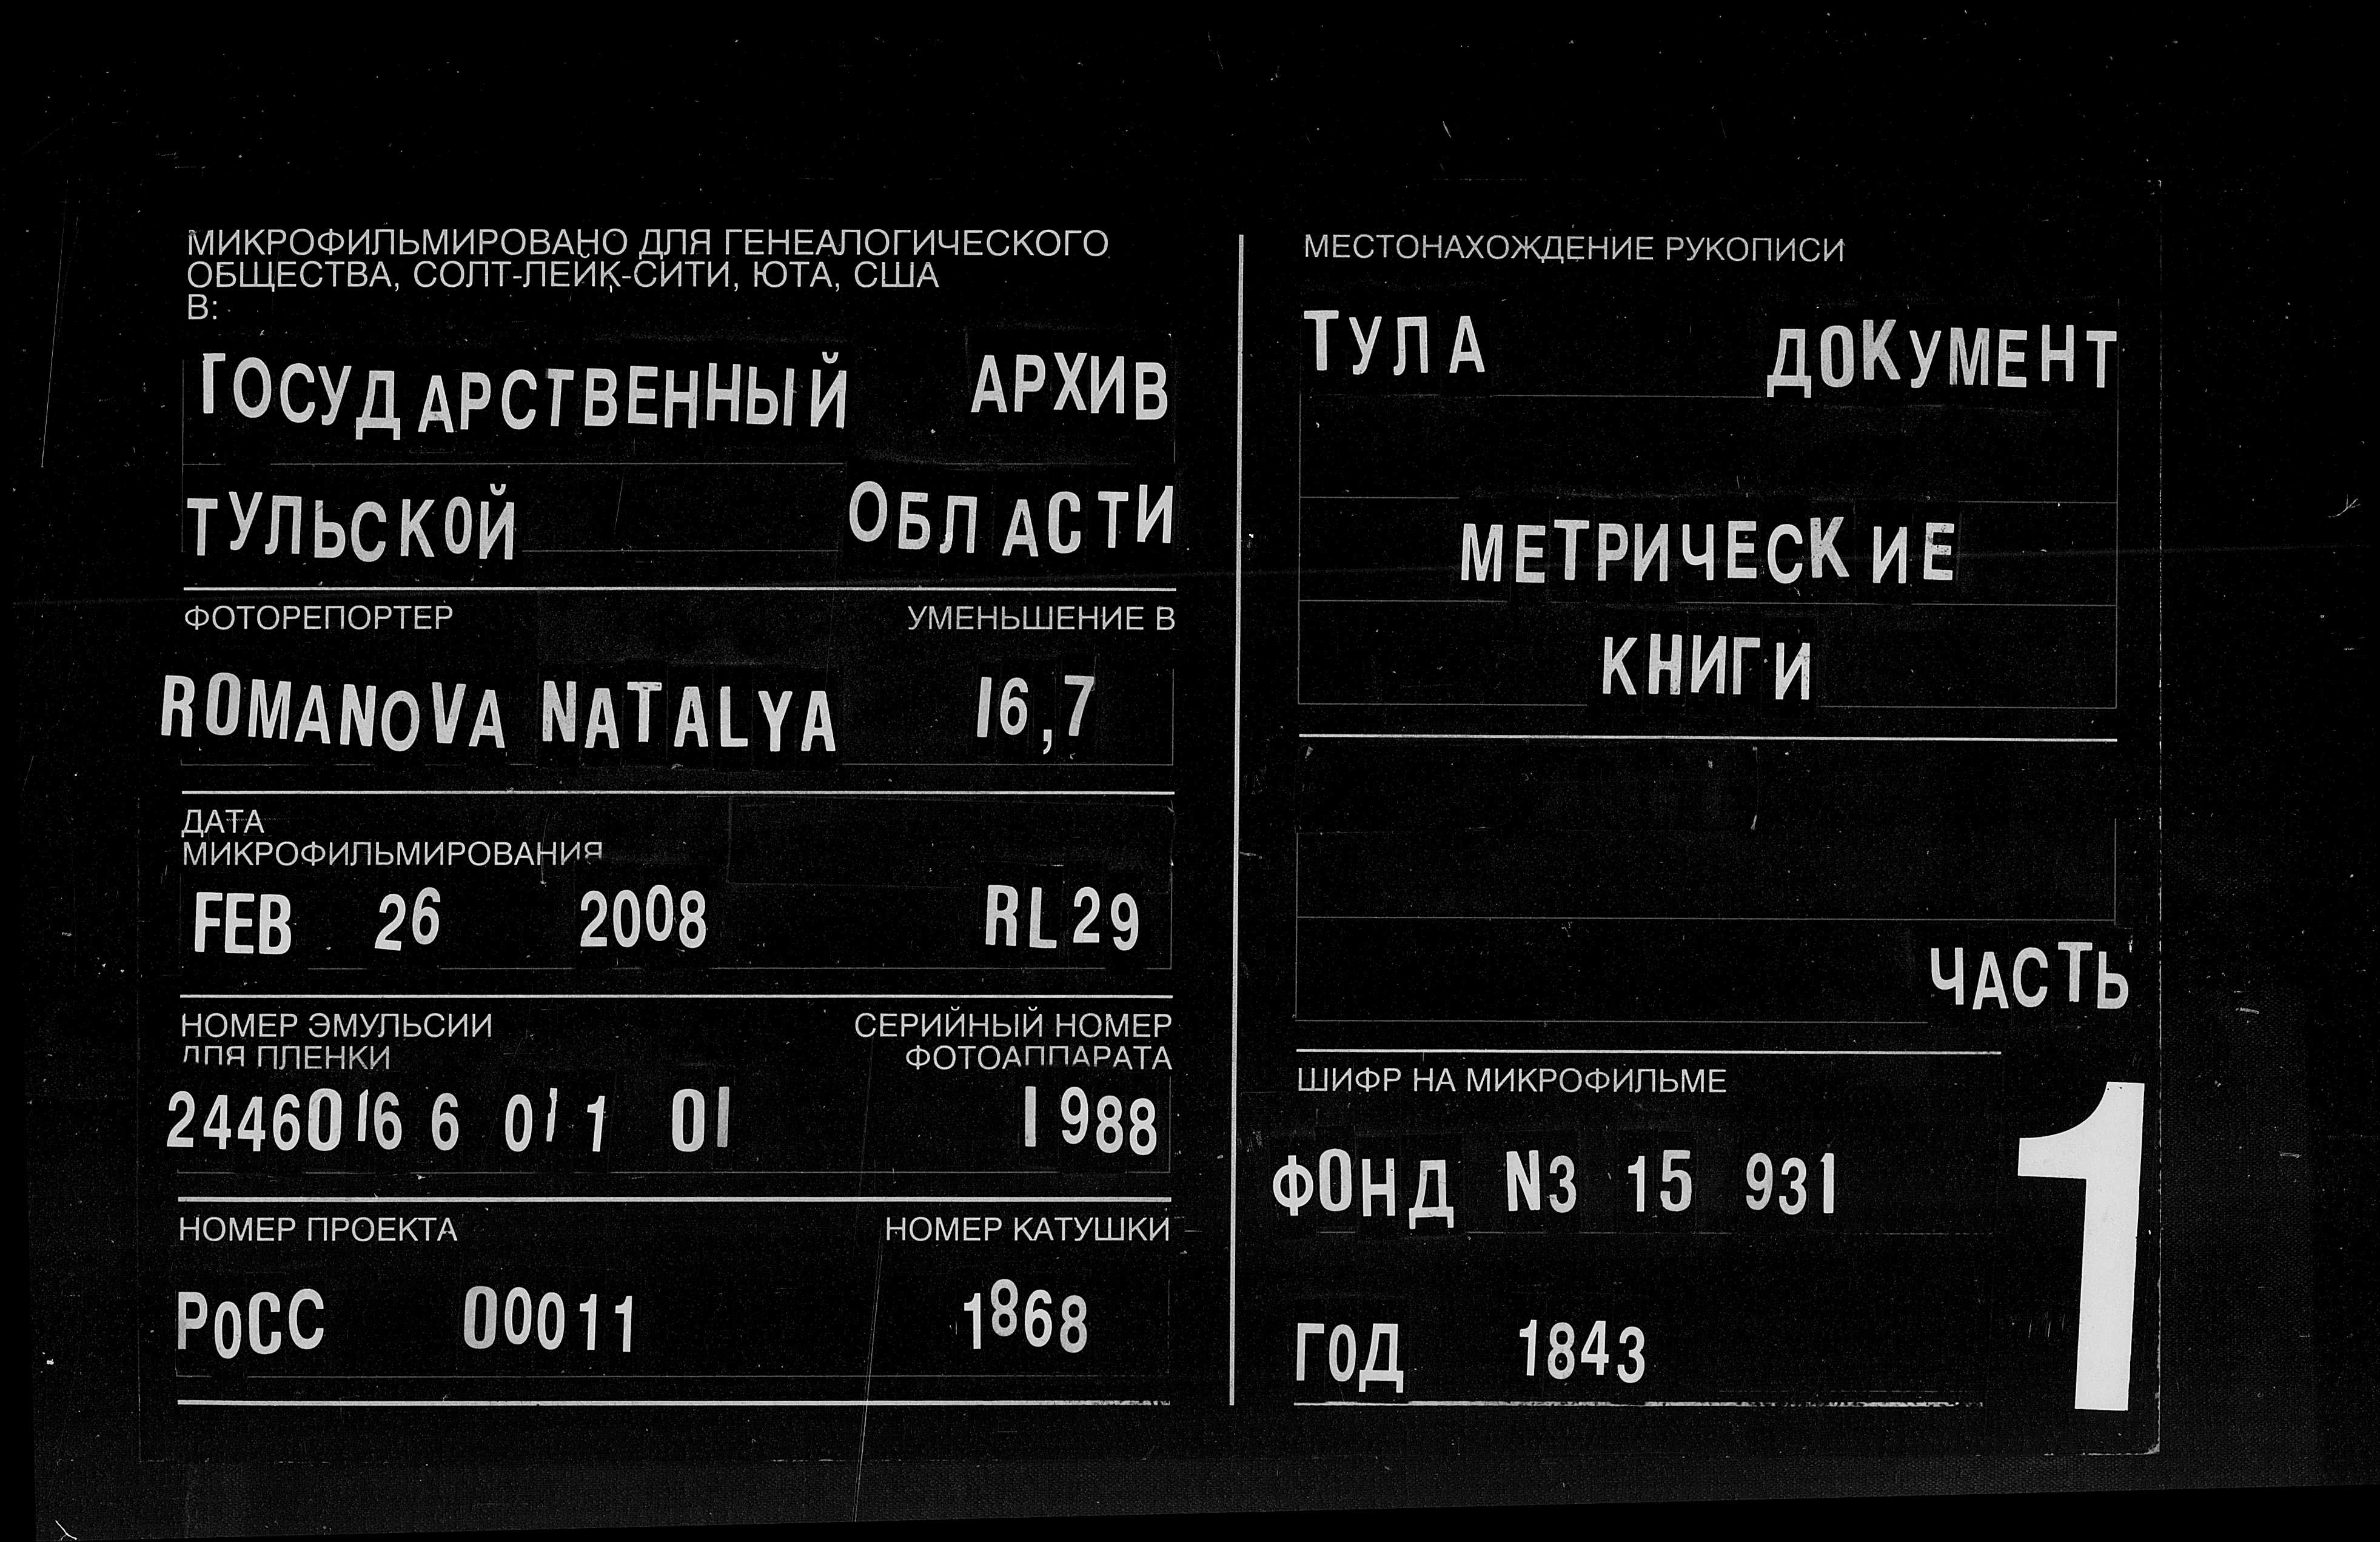 МИКРОФИЛЬМИРОВАНО ДЛЯ ГЕНЕАЛОГИЧЕСКОГО
ОБЩЕСТВА, СОЛТ-ЛЕЙК-СИТИ, ЮТА, США
В:
ГОСУДАРСТВЕННЫЙ АРХИВ
ТУЛЬСКОЙ ОБЛАСТИ
ФОТОРЕПОРТЕР УМЕНЬШЕНИЕ В
ROMANOVA NATALYA 16,7
ДАТА
МИКРОФИЛЬМИРОВАНИЯ
FEB 26 2008 RL29
НОМЕР ЭМУЛЬСИИ СЕРИЙНЫЙ НОМЕР
ДЛЯ ПЛЕНКИ ФОТОАППАРАТА
24460166 011 01 1988
НОМЕР ПРОЕКТА НОМЕР КАТУШКИ
РОСС 00011 1868
МЕСТОНАХОЖДЕНИЕ РУКОПИСИ
ТУЛА ДОКУМЕНТ
МЕТРИЧЕСКИЕ
КНИГИ
ЧАСТЬ
1
ШИФР НА МИКРОФИЛЬМЕ
ФОНД N3 15 931
ГОД 1843